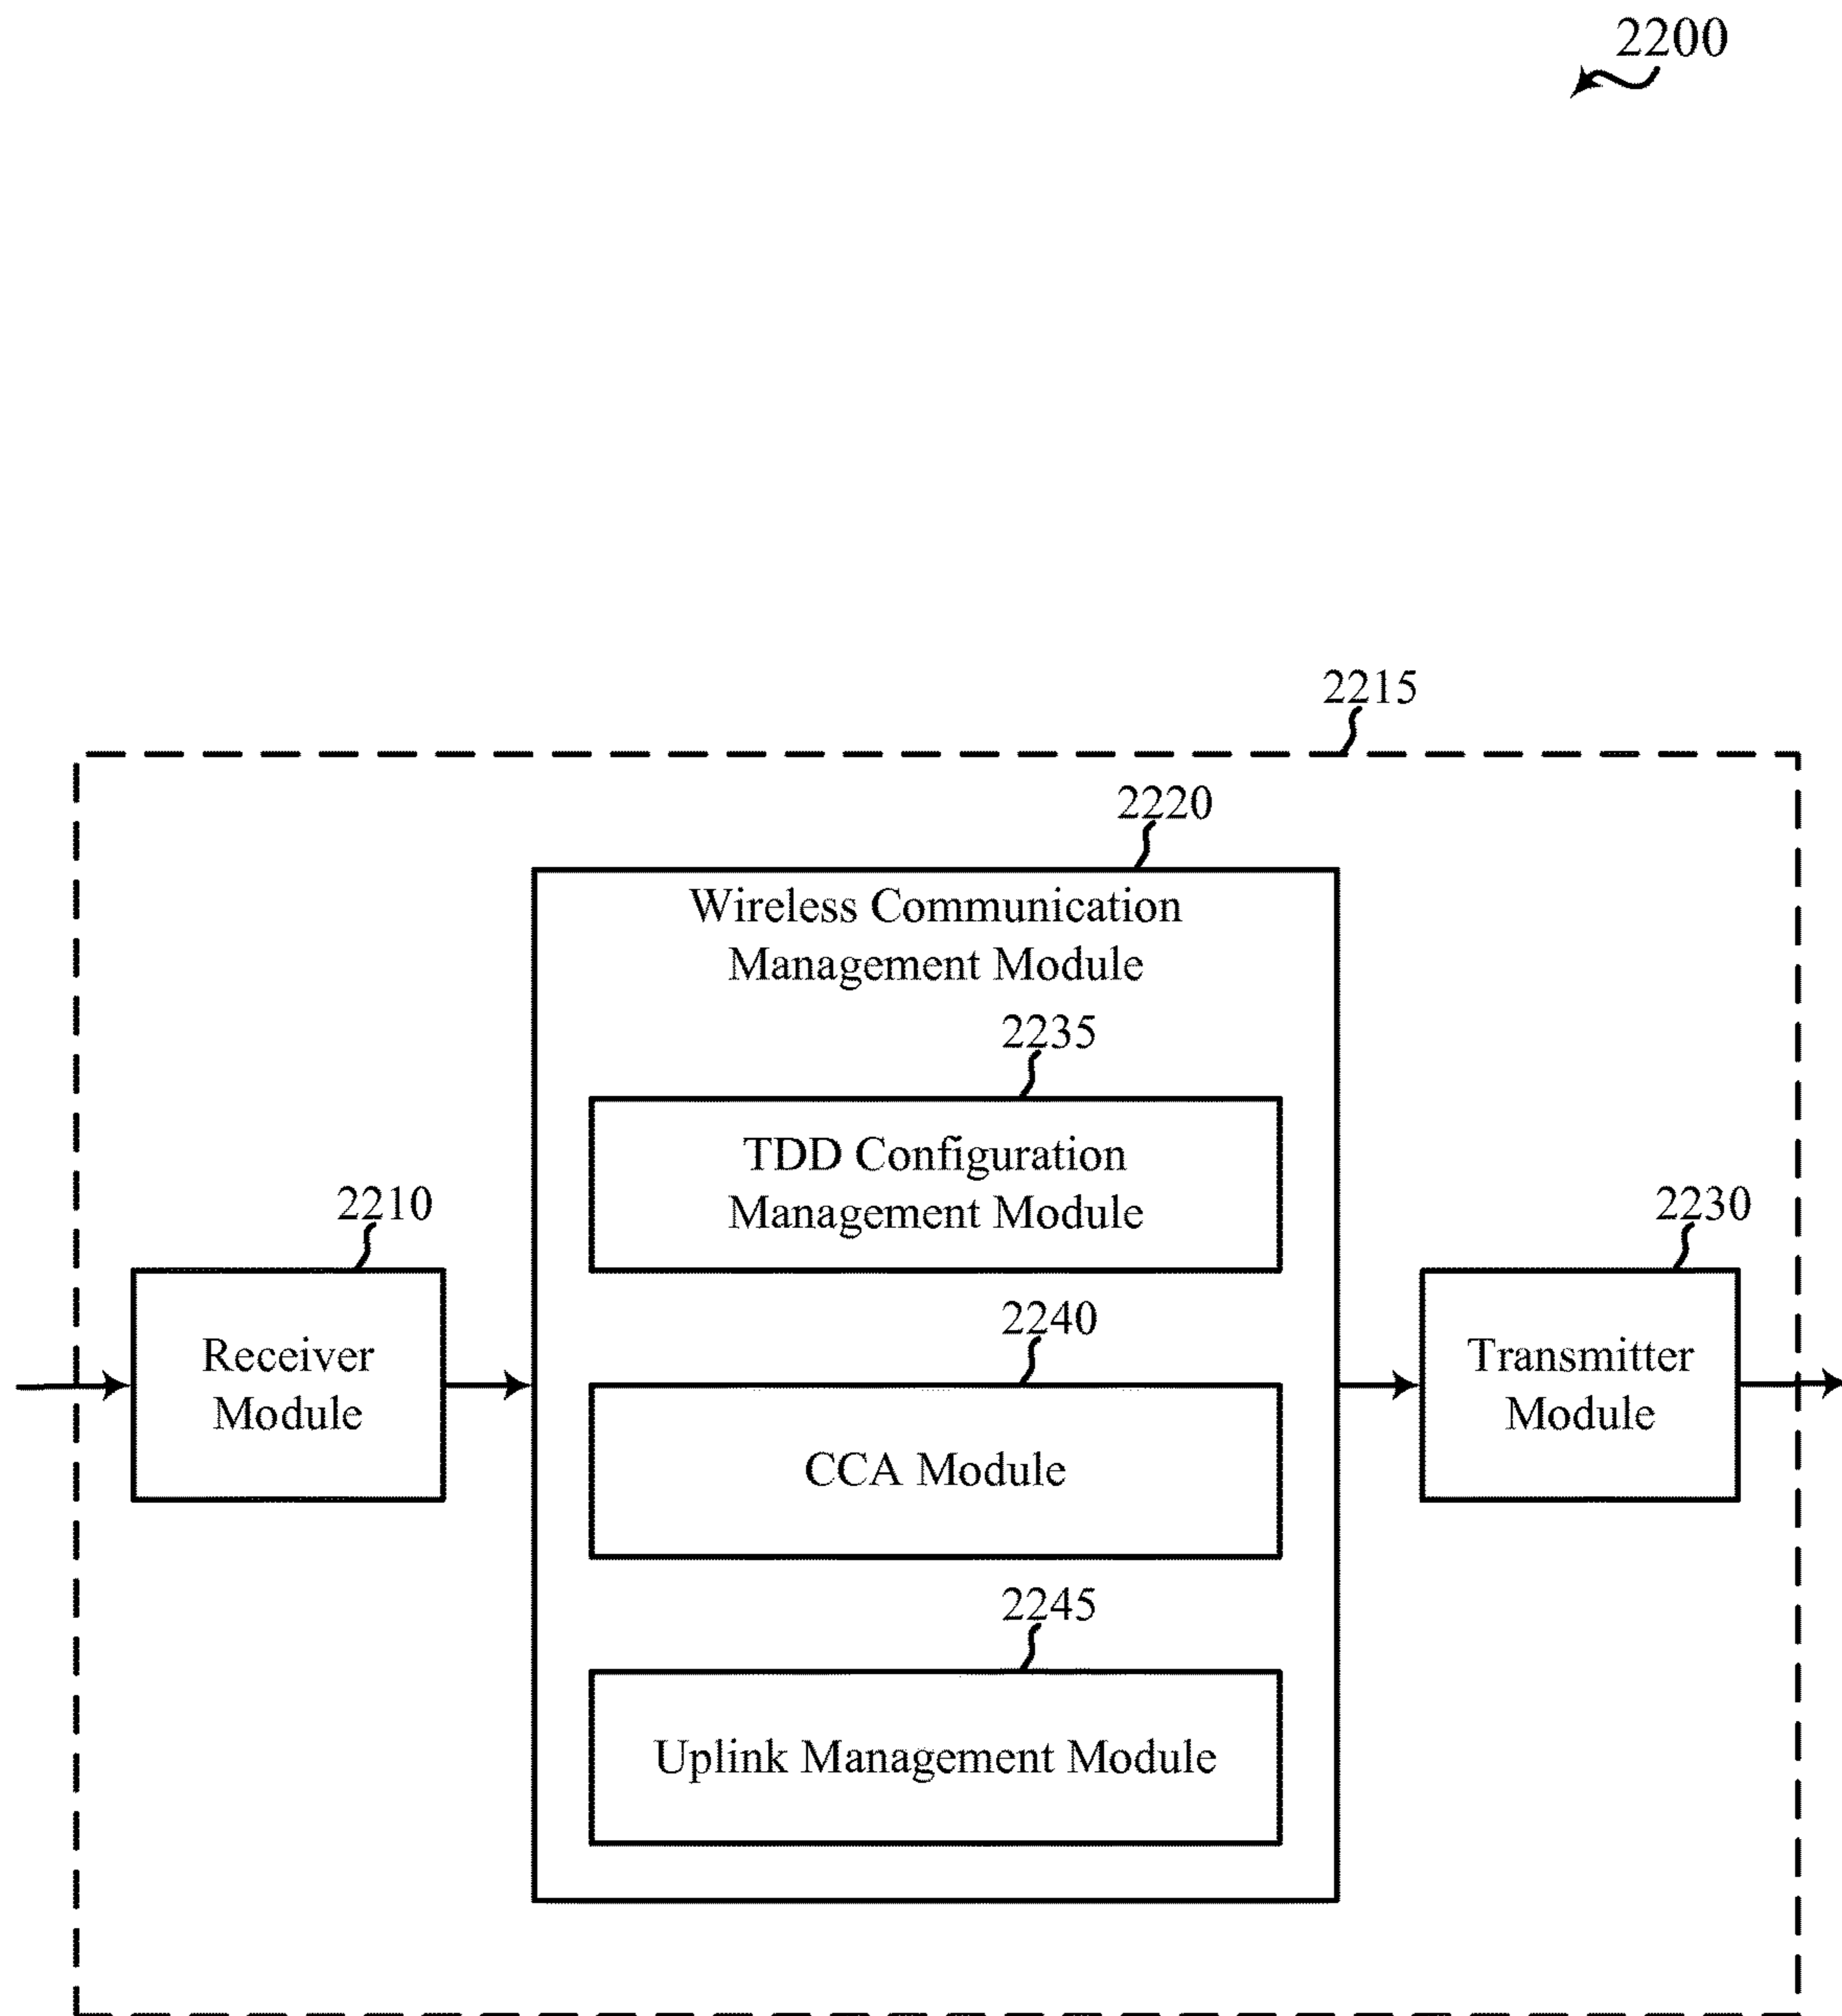 2200
2215
2220
Wireless Communication
Management Module
2235
TDD Configuration
Management Module
2210
Receiver
Module
2240
CCA Module
2230
Transmitter
Module
2245
Uplink Management Module